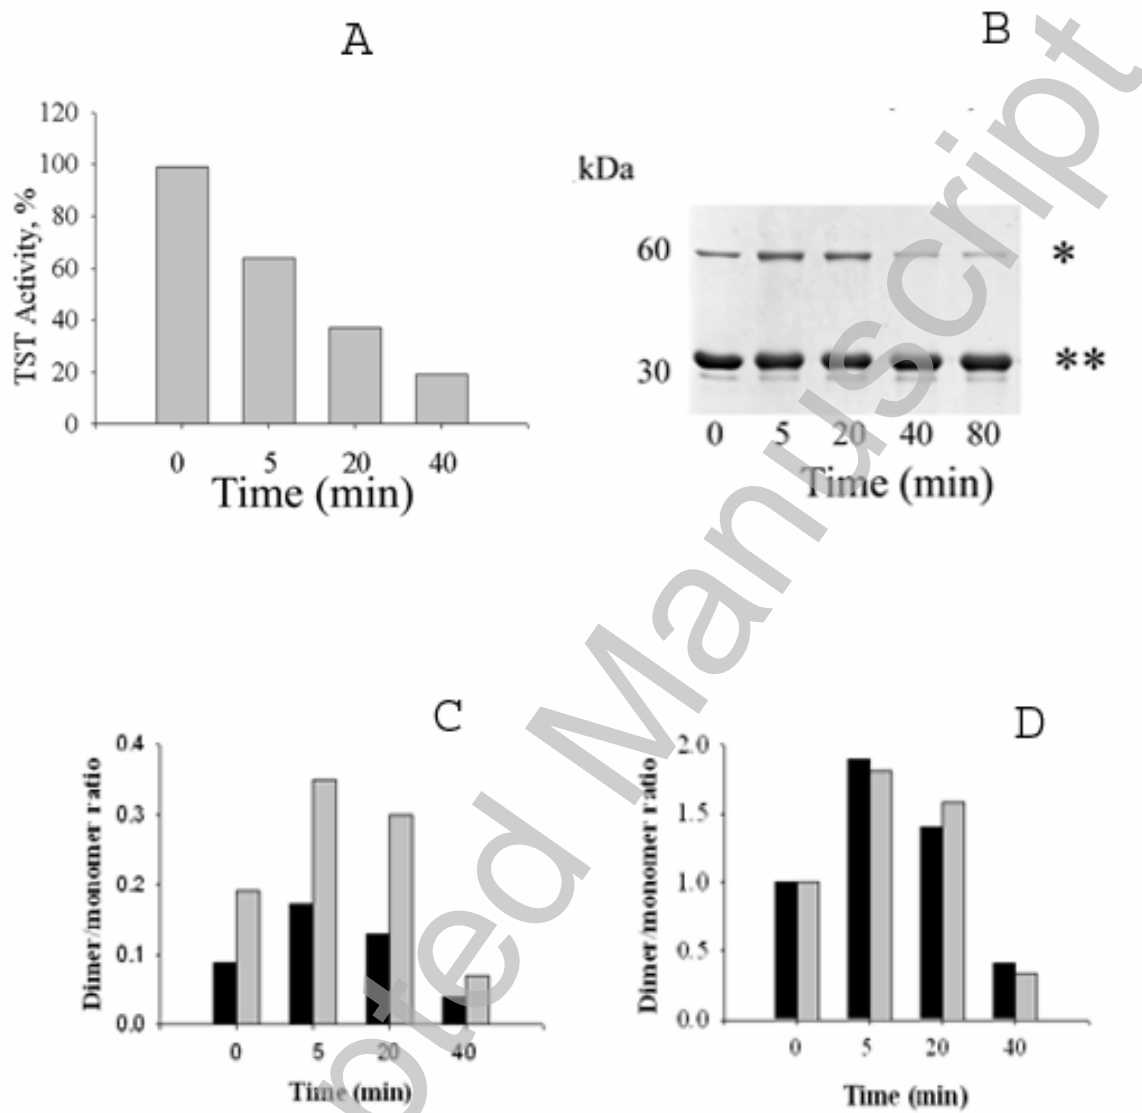 A
B
120
100
80
60
40
20
0
TST Activity, %
0 5 20 40
Time (min)
kDa
60
30
*
**
0 5 20 40 80
Time (min)
C
0.4
0.3
0.2
0.1
0.0
Dimer/monomer ratio
0 5 20 40
Time (min)
D
2.0
1.5
1.0
0.5
0.0
Dimer/monomer ratio
0 5 20 40
Time (min)
pted Manuscript